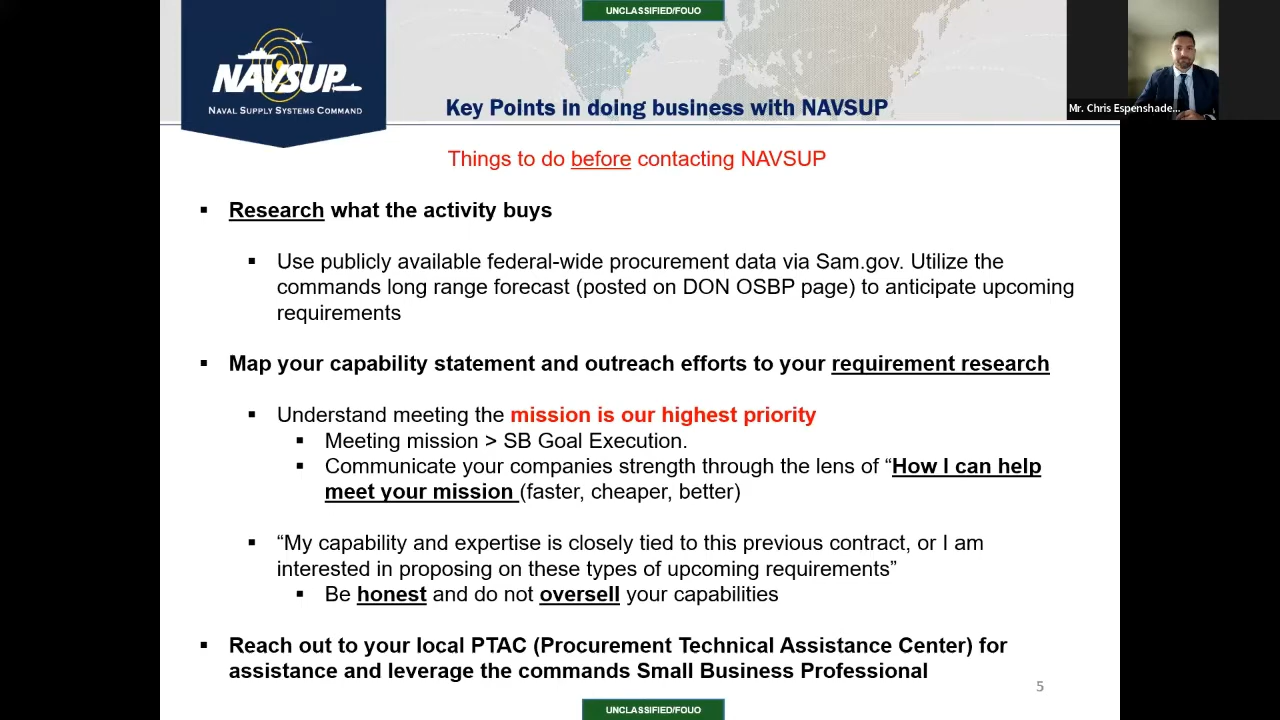 UNCLASSIFIED/FOUO
NAVSUP
NAVAL SUPPLY SYSTEMS COMMAND
Key Points in doing business with NAVSUP
Mr. Chris Espenshade...
Things to do before contacting NAVSUP
▪ Research what the activity buys
▪ Use publicly available federal-wide procurement data via Sam.gov. Utilize the
commands long range forecast (posted on DON OSBP page) to anticipate upcoming
requirements
▪ Map your capability statement and outreach efforts to your requirement research
▪ Understand meeting the mission is our highest priority
▪ Meeting mission > SB Goal Execution.
▪ Communicate your companies strength through the lens of “How I can help
meet your mission (faster, cheaper, better)
▪ “My capability and expertise is closely tied to this previous contract, or I am
interested in proposing on these types of upcoming requirements”
▪ Be honest and do not oversell your capabilities
▪ Reach out to your local PTAC (Procurement Technical Assistance Center) for
assistance and leverage the commands Small Business Professional
5
UNCLASSIFIED/FOUO